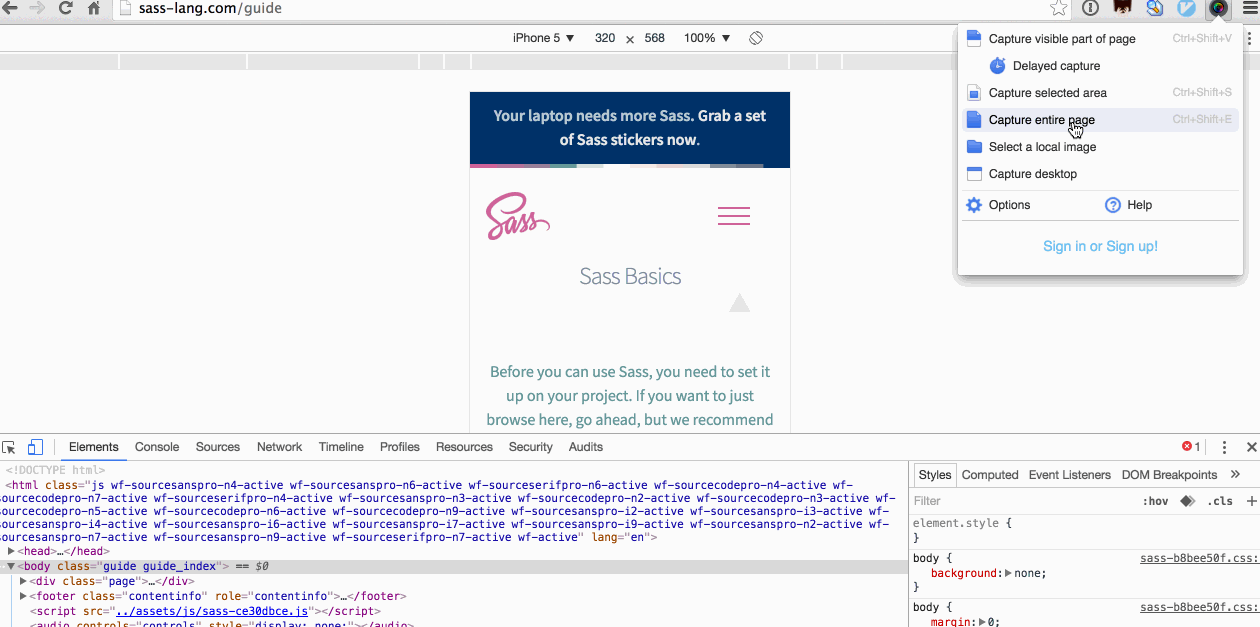 sass-lang.com/guide
iPhone 5 ▼ 320 × 568 100% ▼
Capture visible part of page Ctrl+Shift+V
Delayed capture
Capture selected area Ctrl+Shift+S
Capture entire page Ctrl+Shift+E
Select a local image
Capture desktop
Options Help
Sign in or Sign up!
Your laptop needs more Sass. Grab a set
of Sass stickers now.
Sass
Sass Basics
Before you can use Sass, you need to set it
up on your project. If you want to just
browse here, go ahead, but we recommend
Elements Console Sources Network Timeline Profiles Resources Security Audits 1
<!DOCTYPE html>
<html class="js wf-sourcesanspro-n4-active wf-sourcesanspro-n6-active wf-sourceserifpro-n6-active wf-sourcecodepro-n4-active wf-
sourcecodepro-n7-active wf-sourceserifpro-n4-active wf-sourcesanspro-n3-active wf-sourcecodepro-n2-active wf-sourcecodepro-n3-active wf-
sourcecodepro-n5-active wf-sourcecodepro-n6-active wf-sourcecodepro-n9-active wf-sourcesanspro-i2-active wf-sourcesanspro-i3-active wf-
sourcesanspro-i4-active wf-sourcesanspro-i6-active wf-sourcesanspro-i7-active wf-sourcesanspro-i9-active wf-sourcesanspro-n2-active wf-
sourcesanspro-n7-active wf-sourcesanspro-n9-active wf-sourceserifpro-n7-active wf-active" lang="en">
▶<head>…</head>
▼<body class="guide guide_index"> == $0
▶<div class="page">…</div>
▶<footer class="contentinfo" role="contentinfo">…</footer>
<script src="../assets/js/sass-ce30dbce.js"></script>
<audio controls="controls" style="display: none;"></audio>
Styles Computed Event Listeners DOM Breakpoints »
Filter :hov .cls +
element.style {
}
body { sass-b8bee50f.css:
background:▶none;
}
body { sass-b8bee50f.css:
margin:▶0;